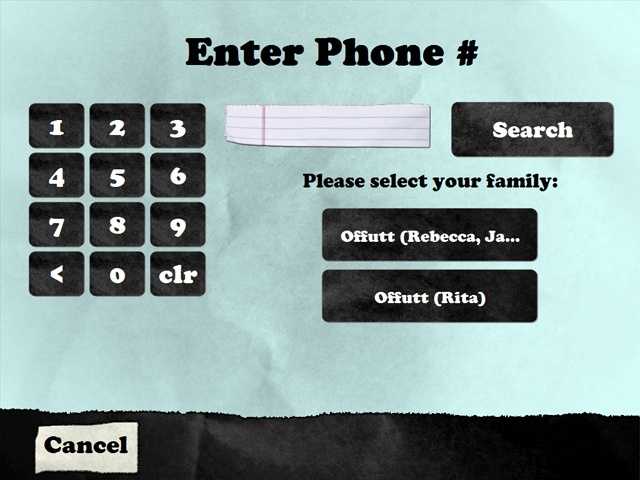 Enter Phone #
1 2 3
Search
4 5 6
Please select your family:
7 8 9
Offutt (Rebecca, Ja...
< 0 clr
Offutt (Rita)
Cancel